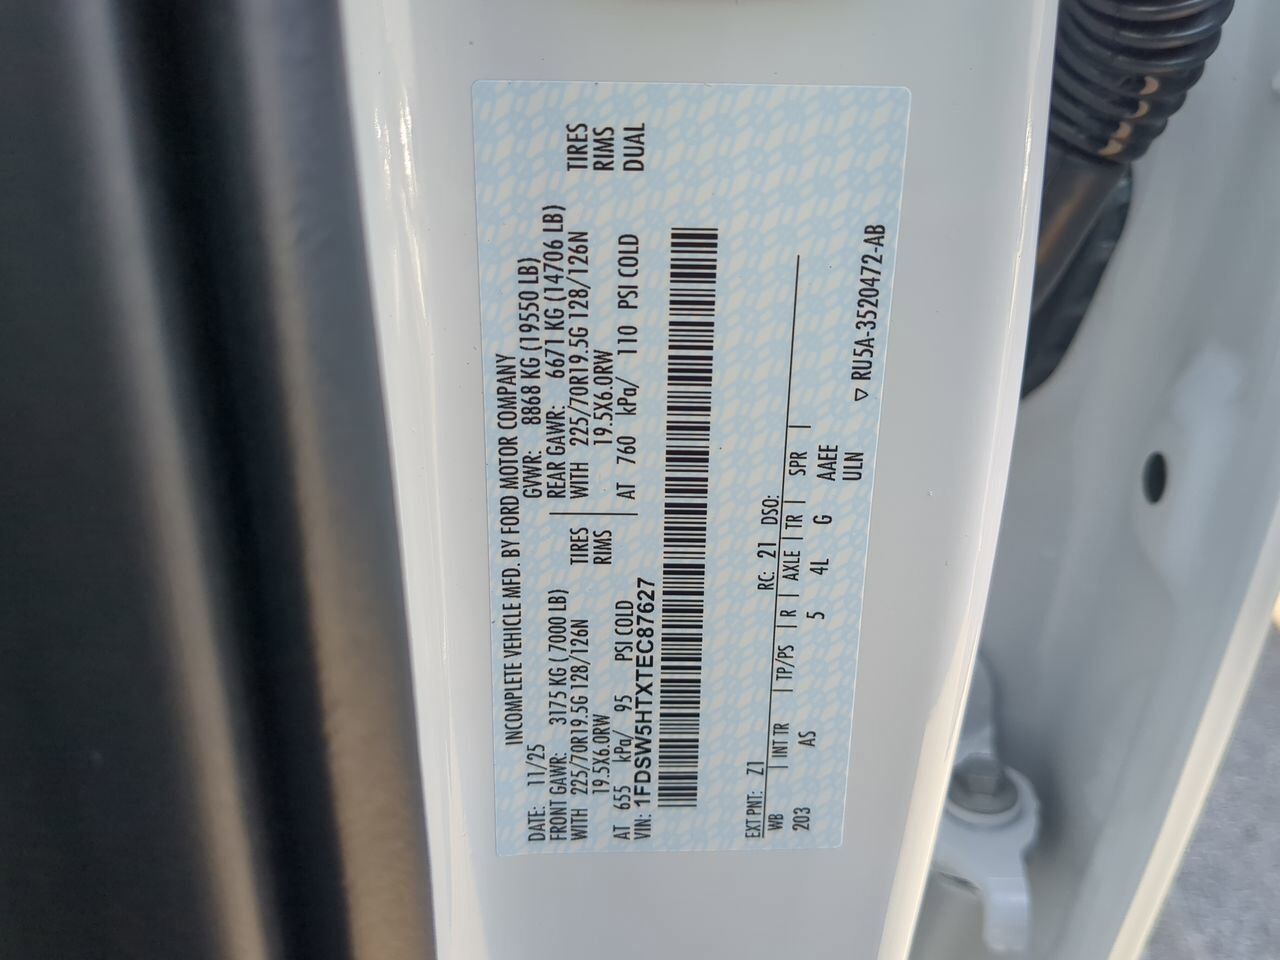 INCOMPLETE VEHICLE MFD. BY FORD MOTOR COMPANY
DATE: 11/25 GVWR: 8868 KG (19550 LB)
FRONT GAWR: 3175 KG (7000 LB) REAR GAWR: 6671 KG (14706 LB)
WITH 225/70R19.5G 128/126N TIRES WITH 225/70R19.5G 128/126N TIRES
19.5X6.0RW RIMS 19.5X6.0RW RIMS
AT 655 kPa/ 95 PSI COLD AT 760 kPa/ 110 PSI COLD DUAL
VIN: 1FDSW5HTXTEC87627
EXT PNT: Z1 RC: 21 DSO:
WB INT TR TP/PS R AXLE TR SPR
203 AS 5 4L G AAEE
ULN
▽ RU5A-3520472-AB